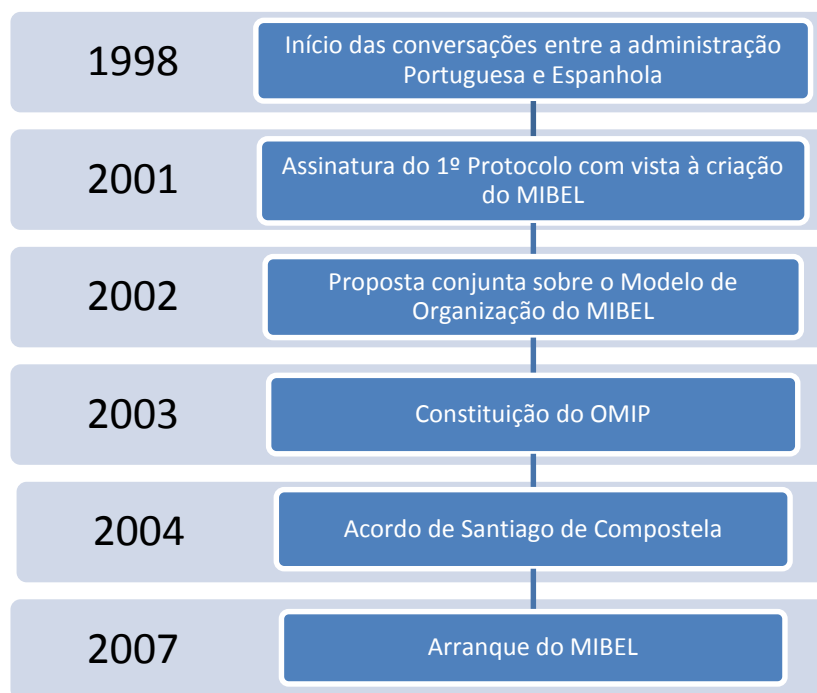 1998
Início das conversações entre a administração
Portuguesa e Espanhola
2001
Assinatura do 1º Protocolo com vista à criação
do MIBEL
2002
Proposta conjunta sobre o Modelo de
Organização do MIBEL
2003
Constituição do OMIP
2004
Acordo de Santiago de Compostela
2007
Arranque do MIBEL